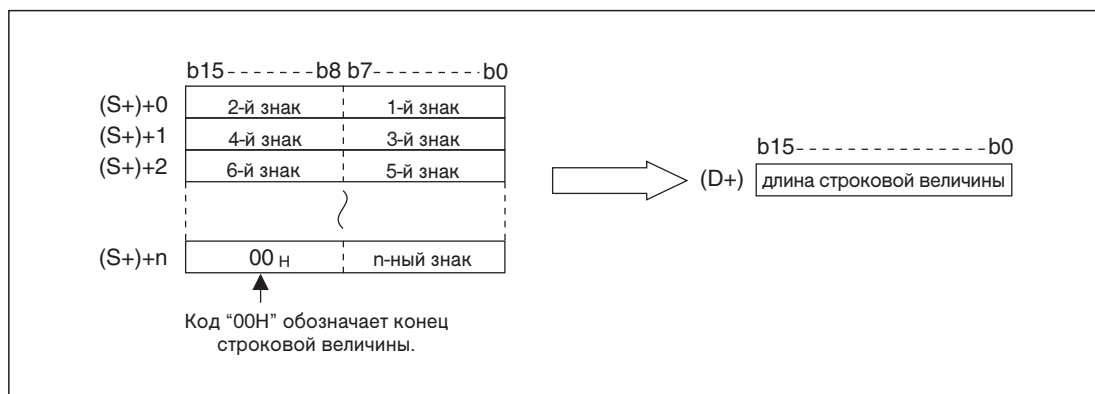 b15-------b8 b7-------b0
(S+)+0 2-й знак 1-й знак
(S+)+1 4-й знак 3-й знак
(S+)+2 6-й знак 5-й знак
(S+)+n 00 H n-ный знак
Код “00H” обозначает конец
строковой величины.
b15---------------b0
(D+) длина строковой величины